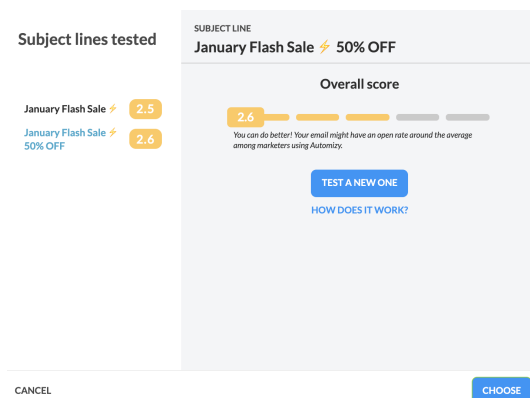 Subject lines tested
January Flash Sale ⚡ 2.5
January Flash Sale ⚡
50% OFF
2.6
SUBJECT LINE
January Flash Sale ⚡ 50% OFF
Overall score
2.6
You can do better! Your email might have an open rate around the average
among marketers using Automizy.
TEST A NEW ONE
HOW DOES IT WORK?
CANCEL
CHOOSE